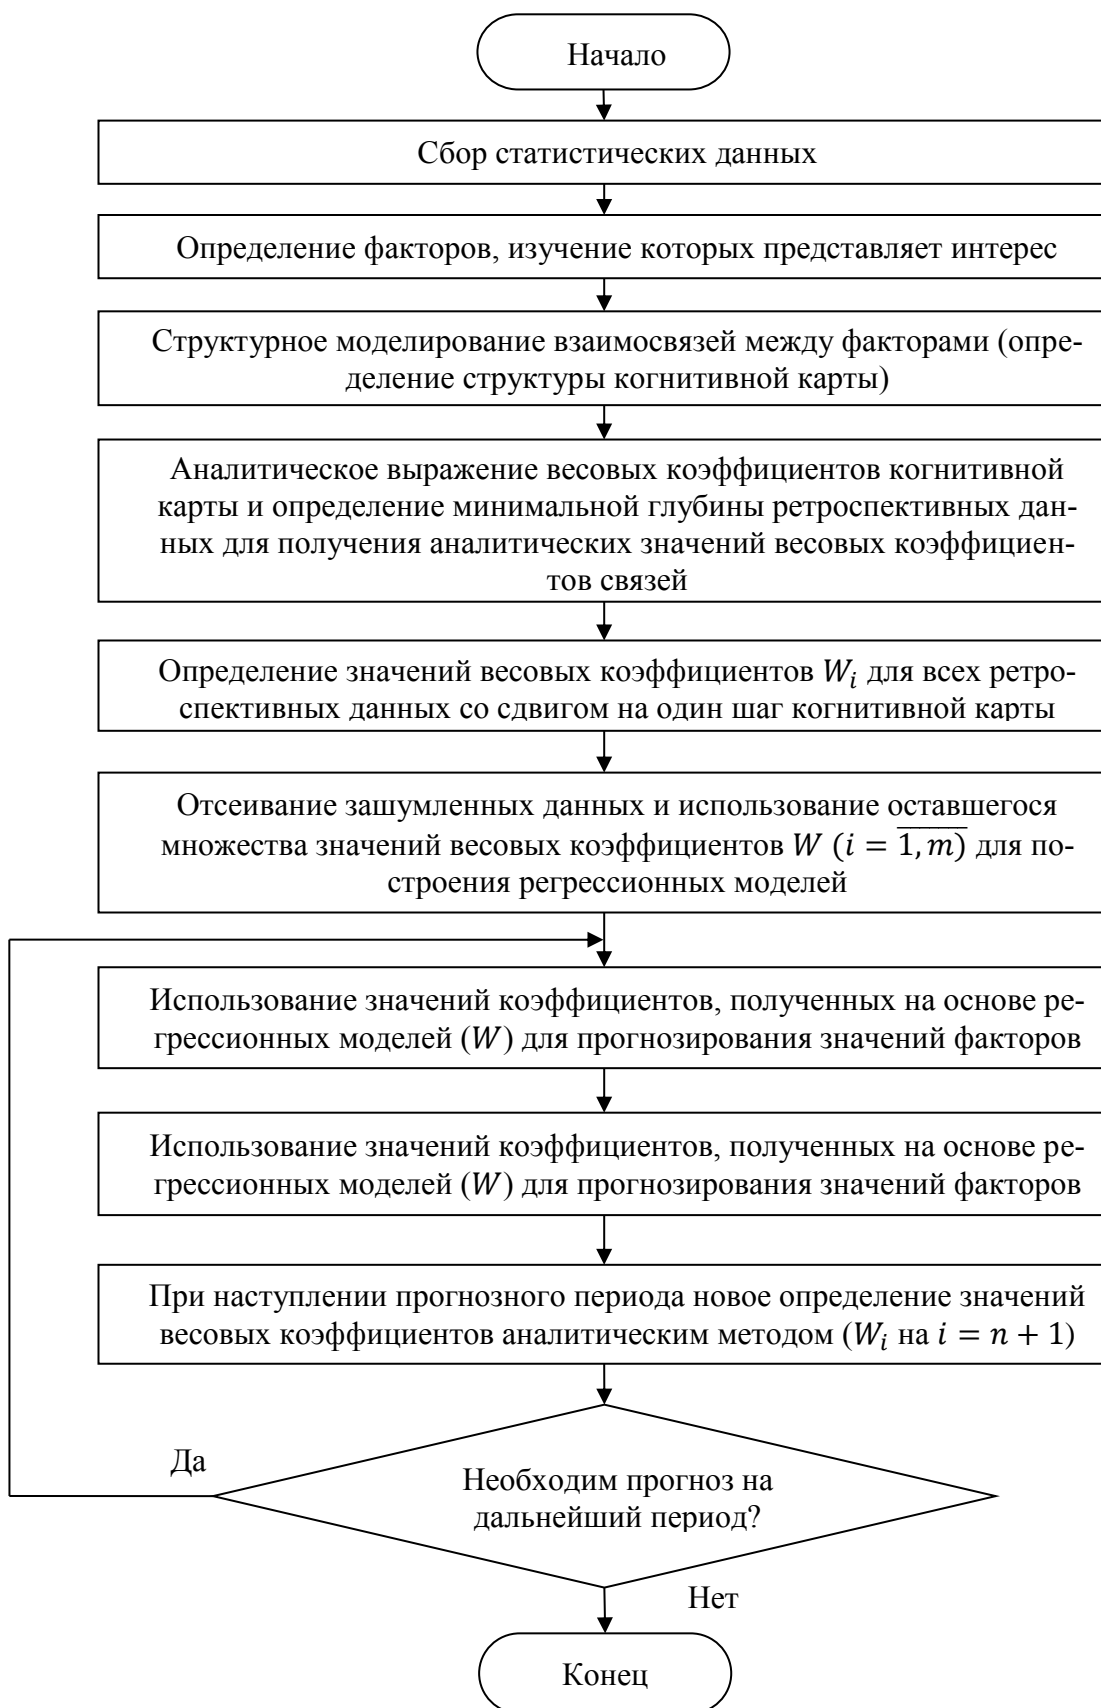 Начало
Сбор статистических данных
Определение факторов, изучение которых представляет интерес
Структурное моделирование взаимосвязей между факторами (опре-
деление структуры когнитивной карты)
Аналитическое выражение весовых коэффициентов когнитивной
карты и определение минимальной глубины ретроспективных дан-
ных для получения аналитических значений весовых коэффициен-
тов связей
Определение значений весовых коэффициентов $W_i$ для всех ретро-
спективных данных со сдвигом на один шаг когнитивной карты
Отсеивание зашумленных данных и использование оставшегося
множества значений весовых коэффициентов $W$ $(i = \overline{1, m})$ для по-
строения регрессионных моделей
Использование значений коэффициентов, полученных на основе ре-
грессионных моделей ($W$) для прогнозирования значений факторов
Использование значений коэффициентов, полученных на основе ре-
грессионных моделей ($W$) для прогнозирования значений факторов
При наступлении прогнозного периода новое определение значений
весовых коэффициентов аналитическим методом ($W_i$ на $i = n + 1$)
Да
Необходим прогноз на
дальнейший период?
Нет
Конец